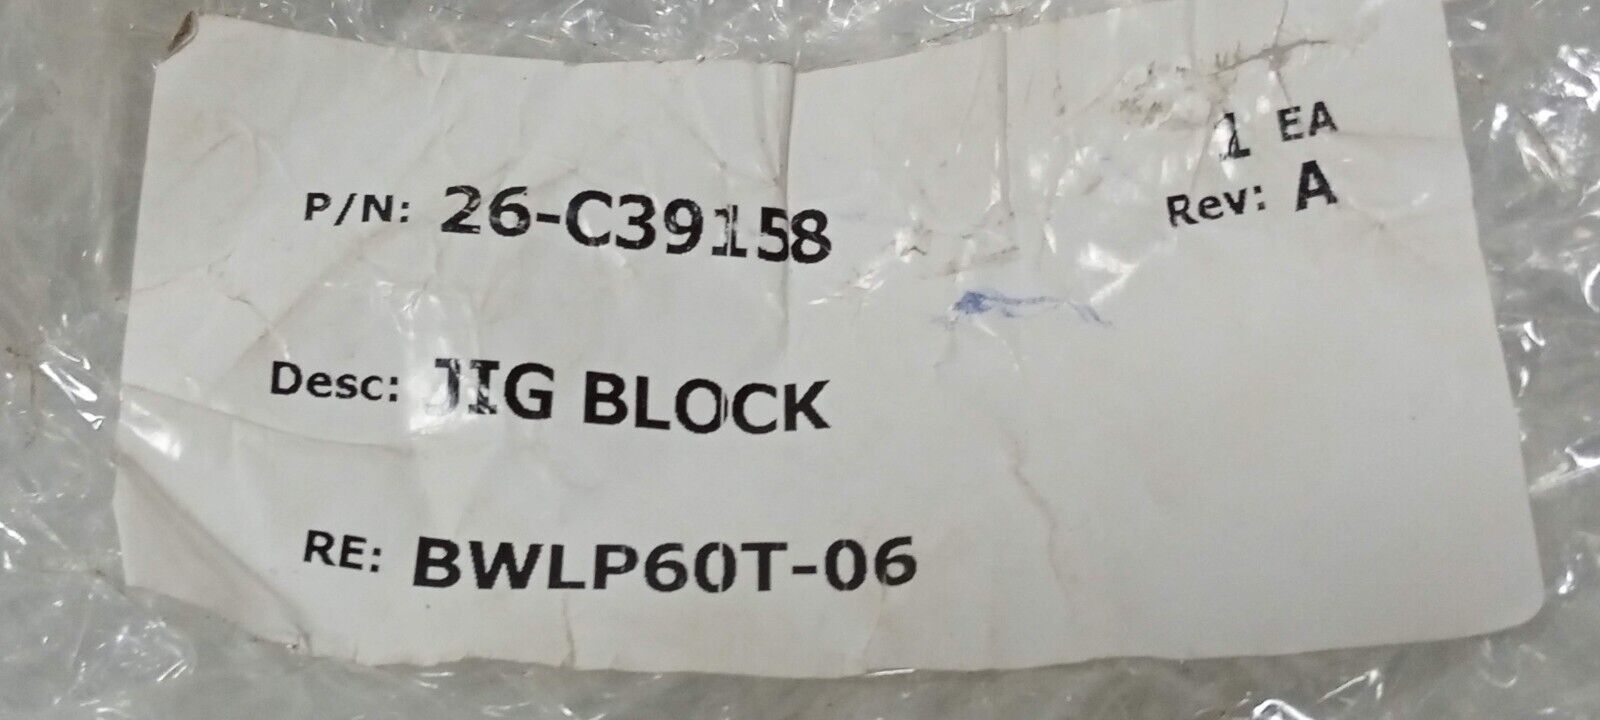 1 EA
P/N: 26-C39158 Rev: A
Desc: JIG BLOCK
RE: BWLP60T-06